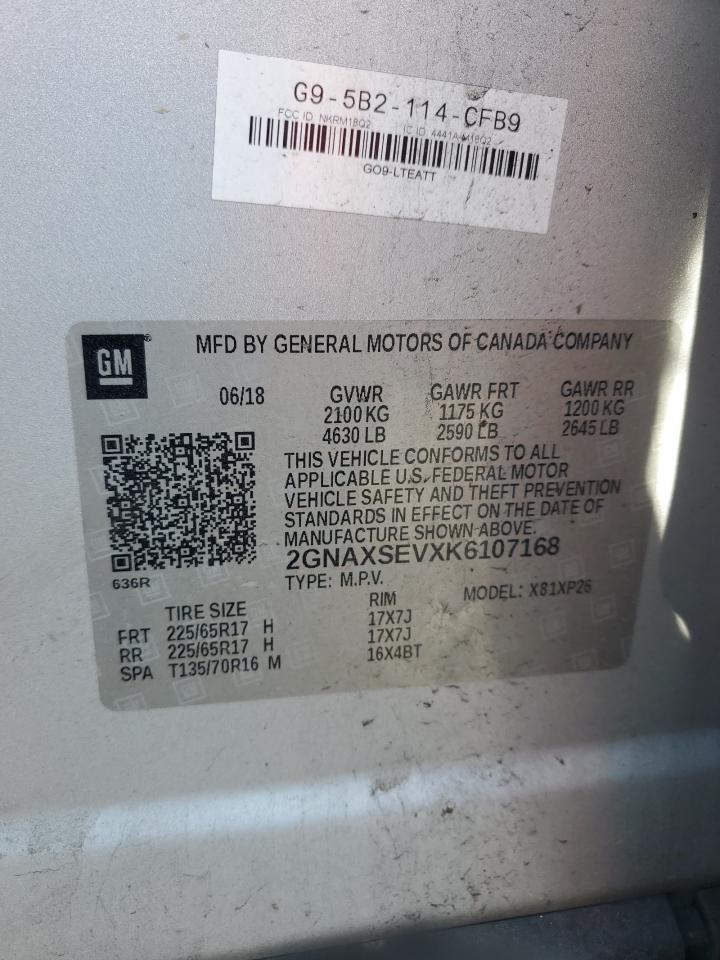 G9-5B2-114-CFB9
FCC ID NKRM18Q2 IC ID 4441A-M18Q2
GO9-LTEATT
GM
®
MFD BY GENERAL MOTORS OF CANADA COMPANY
06/18 GVWR GAWR FRT GAWR RR
2100 KG 1175 KG 1200 KG
4630 LB 2590 LB 2645 LB
THIS VEHICLE CONFORMS TO ALL
APPLICABLE U.S. FEDERAL MOTOR
VEHICLE SAFETY AND THEFT PREVENTION
STANDARDS IN EFFECT ON THE DATE OF
MANUFACTURE SHOWN ABOVE.
2GNAXSEVXK6107168
636R
TYPE: M.P.V. MODEL: X81XP26
TIRE SIZE RIM
FRT 225/65R17 H 17X7J
RR 225/65R17 H 17X7J
SPA T135/70R16 M 16X4BT